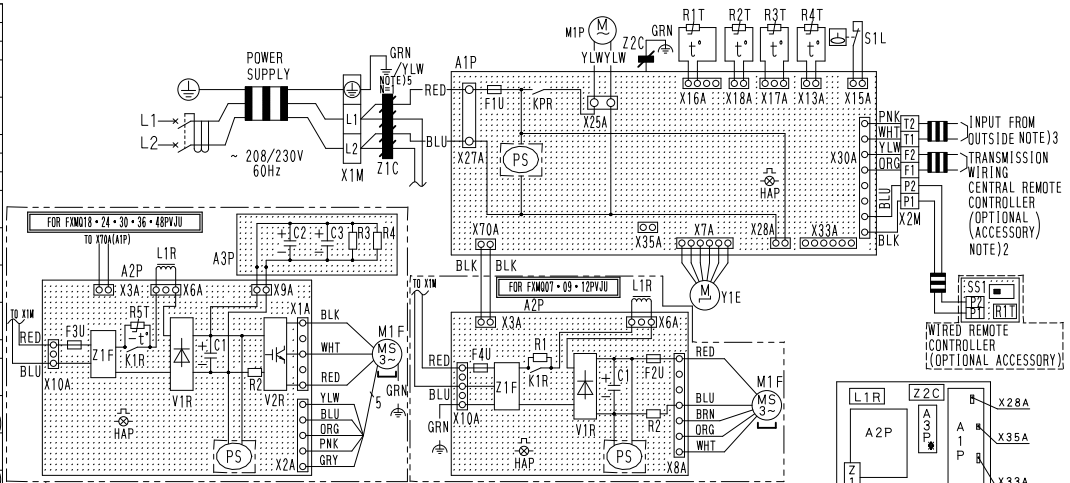 R1T R2T R3T R4T
t° t° t° t°
S1L
M1P M
YLW YLW
Z2C
GRN
X16A X18A X17A X13A X15A
POWER
SUPPLY
GRN
/YLW
NOTE)5
N=
L1
L2
~ 208/230V
60Hz
L1
L2
X1M
Z1C
RED
BLU
A1P
F1U
KPR
X27A
X25A
PS
HAP
X30A
PNK
WHT
YLW
ORG
BLU
BLK
T2
T1
F2
F1
P2
P1
X2M
INPUT FROM
OUTSIDE NOTE)3
TRANSMISSION
WIRING
CENTRAL REMOTE
CONTROLLER
(OPTIONAL
ACCESSORY)
NOTE)2
X70A
X35A
X7A
X28A
X33A
BLK BLK
M
Y1E
SS1
P2
P1
R1T
WIRED REMOTE
CONTROLLER
(OPTIONAL ACCESSORY)
FOR FXMQ18・24・30・36・48PVJU
TO X70A(A1P)
A3P
C2 C3 R3 R4
A2P
L1R
X3A X6A X9A
TO X1M
RED
BLU
F3U
X10A
Z1F
R5T
-t°
K1R
V1R
C1
R2
V2R
X1A
HAP
PS
X2A
BLK
WHT
RED
M1F
MS
3~
GRN
5
YLW
BLU
ORG
PNK
GRY
FOR FXMQ07・09・12PVJU
TO X1M
A2P
L1R
X3A X6A
RED
BLU
GRN
F4U
X10A
Z1F
R1
K1R
V1R
C1
F2U
R2
HAP
PS
X8A
RED
BLU
BRN
ORG
WHT
M1F
MS
3~
L1R
Z2C
A2P
A3P*
A1P
X28A
X35A
X33A
Z1